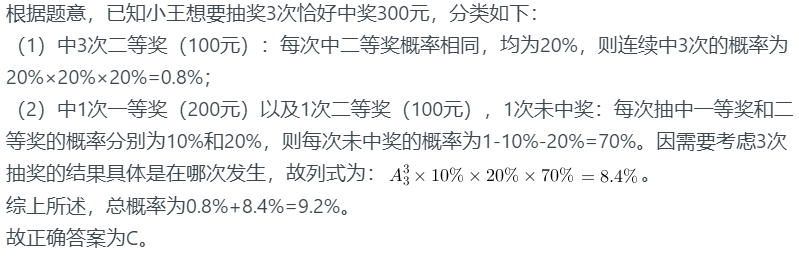 根据题意，已知小王想要抽奖3次恰好中奖300元，分类如下：
（1）中3次二等奖（100元）：每次中二等奖概率相同，均为20%，则连续中3次的概率为
20%×20%×20%=0.8%；
（2）中1次一等奖（200元）以及1次二等奖（100元），1次未中奖：每次抽中一等奖和二
等奖的概率分别为10%和20%，则每次未中奖的概率为1-10%-20%=70%。因需要考虑3次
抽奖的结果具体是在哪次发生，故列式为：$A_3^3 \times 10\% \times 20\% \times 70\% = 8.4\%$。
综上所述，总概率为0.8%+8.4%=9.2%。
故正确答案为C。